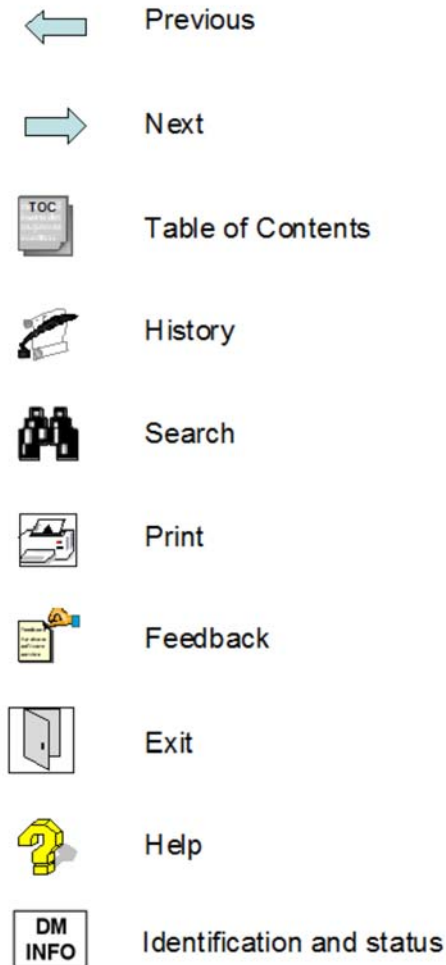 Previous
Next
TOC
Table of Contents
History
Search
Print
Feedback
Exit
Help
DM
INFO
Identification and status